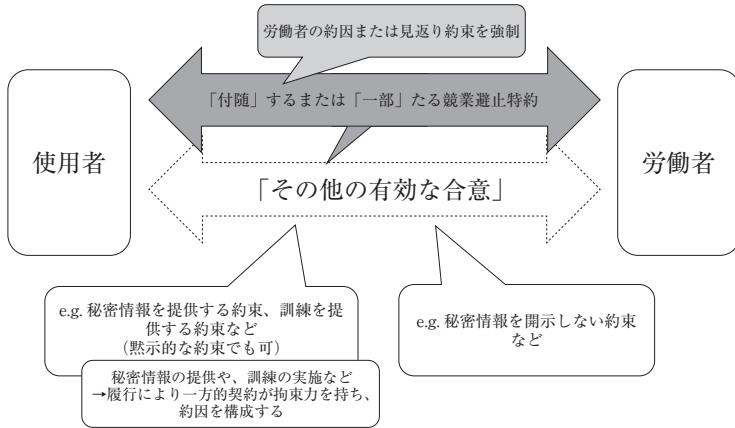 労働者の約因または見返り約束を強制
「付随」するまたは「一部」たる競業避止特約
使用者
労働者
「その他の有効な合意」
e.g. 秘密情報を提供する約束、訓練を提
供する約束など
（黙示的な約束でも可）
e.g. 秘密情報を開示しない約束
など
秘密情報の提供や、訓練の実施など
→履行により一方的契約が拘束力を持ち、
約因を構成する